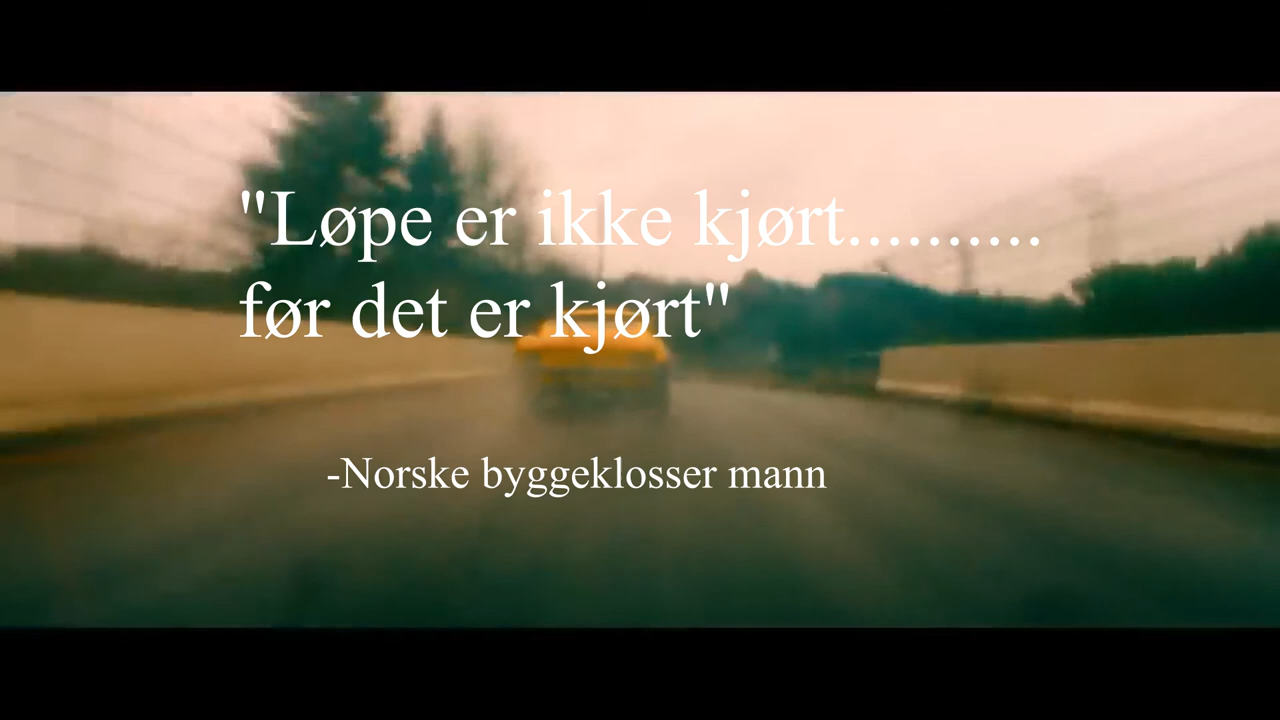 "Løpe er ikke kjørt..........
før det er kjørt"
-Norske byggeklosser mann